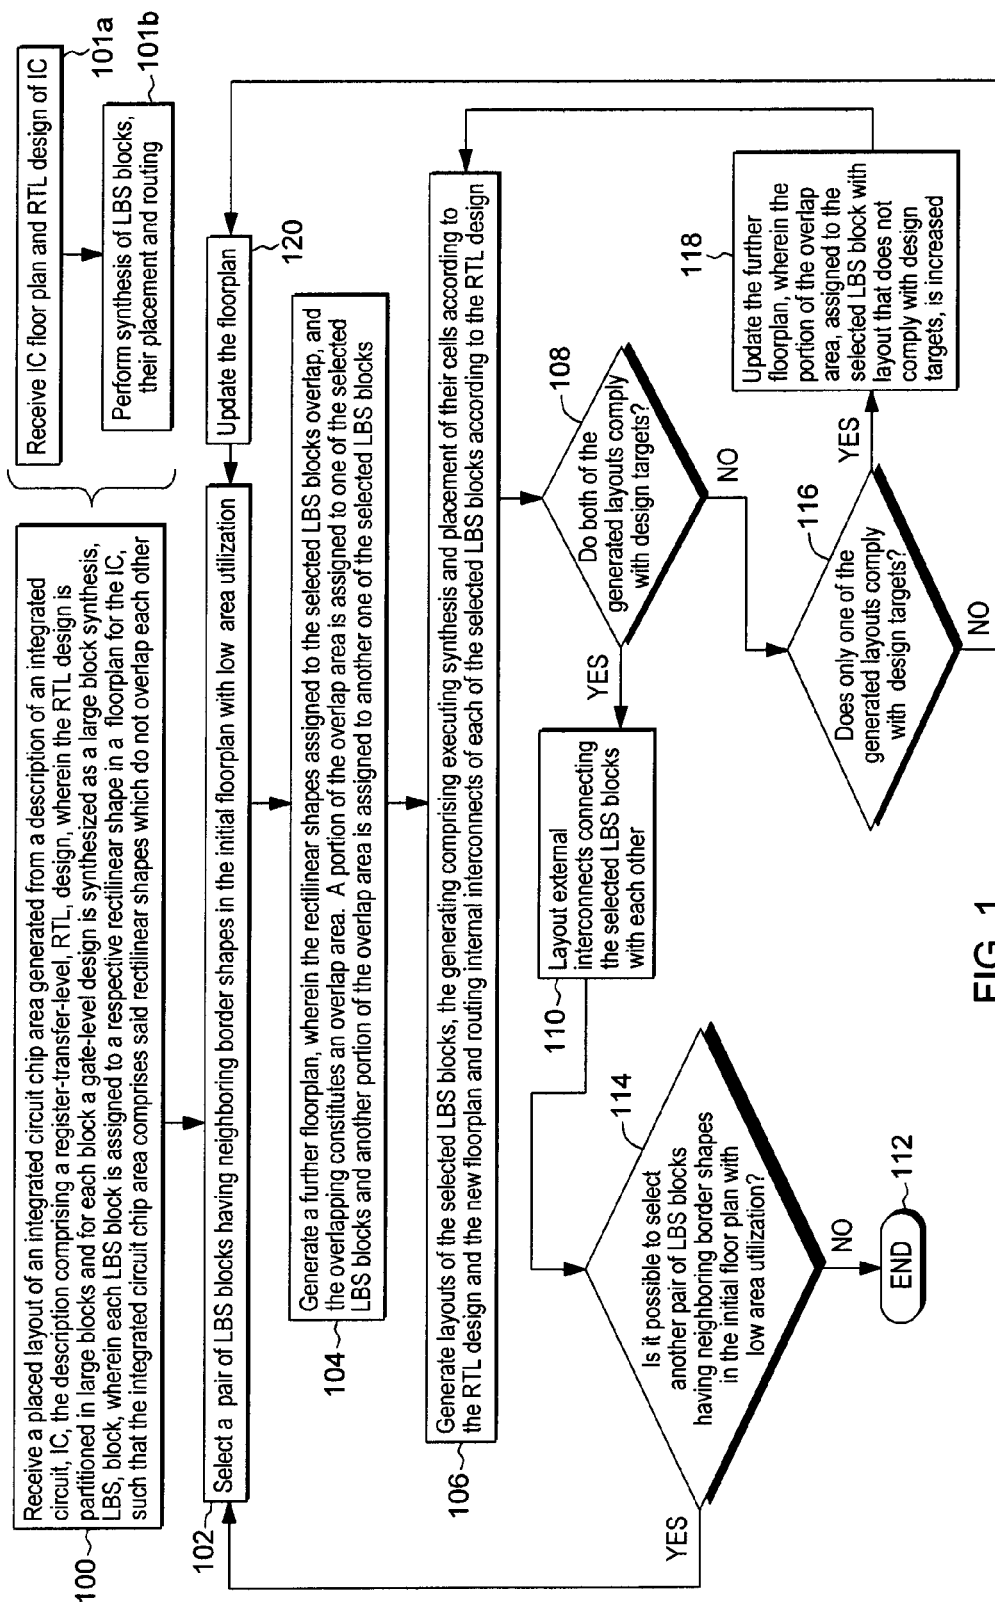 Receive a placed layout of an integrated circuit chip area generated from a description of an integrated
circuit, IC, the description comprising a register-transfer-level, RTL, design, wherein the RTL design is
partitioned in large blocks and for each block a gate-level design is synthesized as a large block synthesis,
LBS, block, wherein each LBS block is assigned to a respective rectilinear shape in a floorplan for the IC,
such that the integrated circuit chip area comprises said rectilinear shapes which do not overlap each other
100
Receive IC floor plan and RTL design of IC
101a
Perform synthesis of LBS blocks,
their placement and routing
101b
102
Select a pair of LBS blocks having neighboring border shapes in the initial floorplan with low area utilization
Update the floorplan
120
Generate a further floorplan, wherein the rectilinear shapes assigned to the selected LBS blocks overlap, and
the overlapping constitutes an overlap area. A portion of the overlap area is assigned to one of the selected
LBS blocks and another portion of the overlap area is assigned to another one of the selected LBS blocks
104
Generate layouts of the selected LBS blocks, the generating comprising executing synthesis and placement of their cells according to
the RTL design and the new floorplan and routing internal interconnects of each of the selected LBS blocks according to the RTL design
106
Do both of the
generated layouts comply
with design targets?
108
YES
NO
Layout external
interconnects connecting
the selected LBS blocks
with each other
110
Is it possible to select
another pair of LBS blocks
having neighboring border shapes
in the initial floor plan with
low area utilization?
114
YES
NO
END
112
Does only one of the
generated layouts comply
with design targets?
116
YES
NO
Update the further
floorplan, wherein the
portion of the overlap
area, assigned to the
selected LBS block with
layout that does not
comply with design
targets, is increased
118
FIG. 1